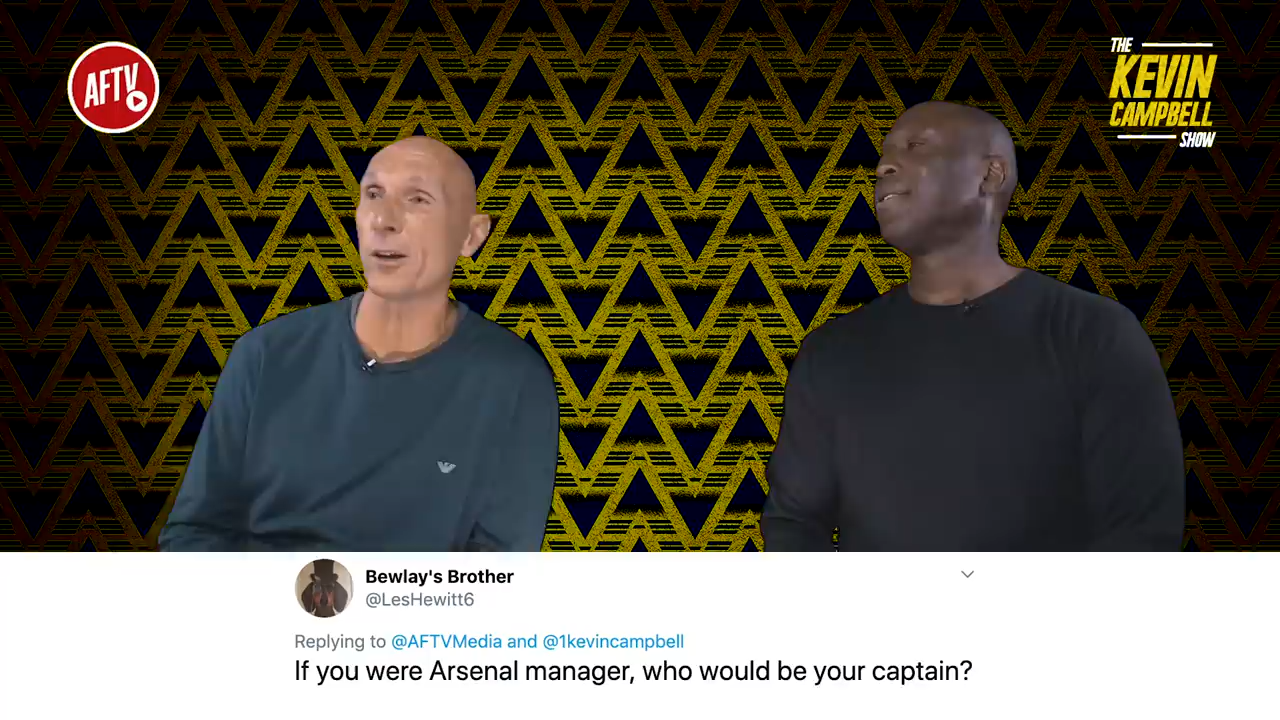 AFTV
THE
KEVIN
CAMPBELL
SHOW
Bewlay's Brother
@LesHewitt6
Replying to @AFTVMedia and @1kevincampbell
If you were Arsenal manager, who would be your captain?